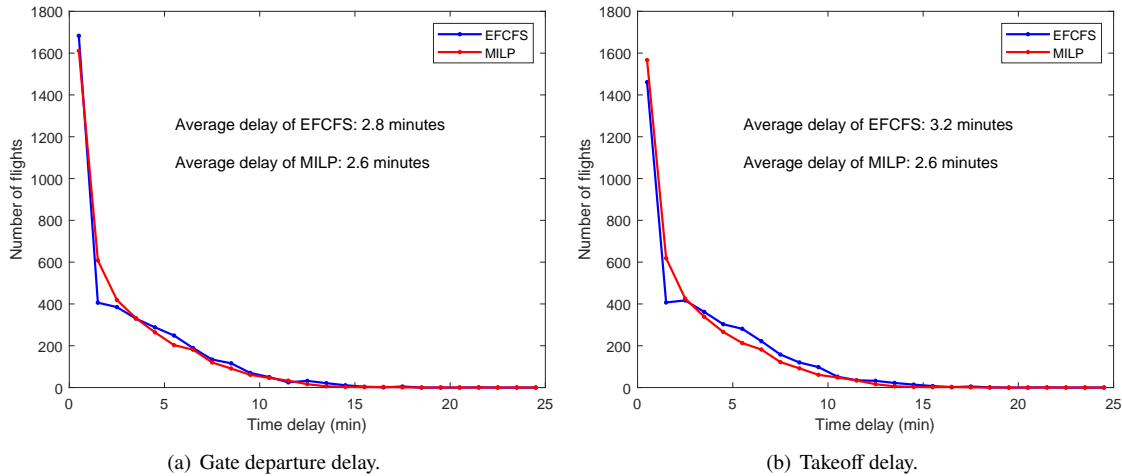 1800
1600
1400
1200
1000
800
600
400
200
0
Number of flights
EFCFS
MILP
Average delay of EFCFS: 2.8 minutes
Average delay of MILP: 2.6 minutes
0 5 10 15 20 25
Time delay (min)
(a) Gate departure delay.
1800
1600
1400
1200
1000
800
600
400
200
0
Number of flights
EFCFS
MILP
Average delay of EFCFS: 3.2 minutes
Average delay of MILP: 2.6 minutes
0 5 10 15 20 25
Time delay (min)
(b) Takeoff delay.